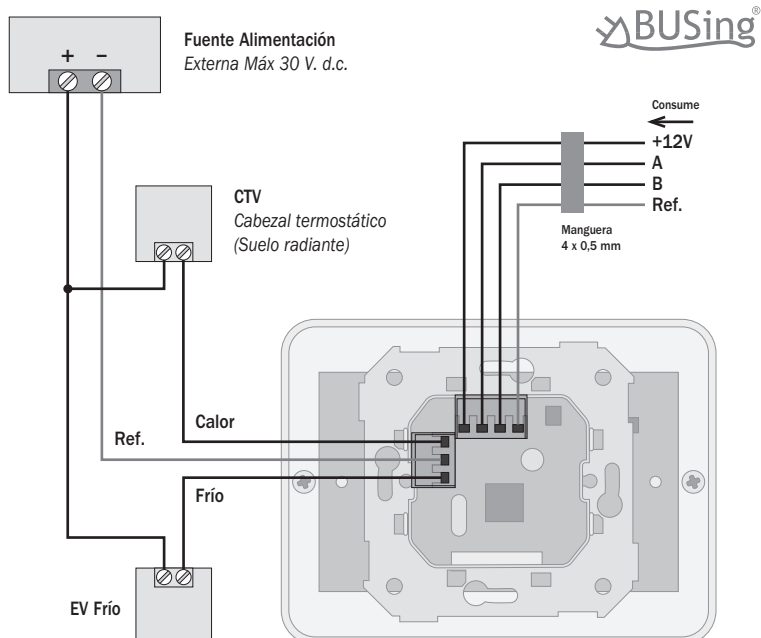 BUSing®
+ –
Fuente Alimentación
Externa Máx 30 V. d.c.
Consume
+12V
A
B
Ref.
Manguera
4 x 0,5 mm
CTV
Cabezal termostático
(Suelo radiante)
Calor
Ref.
Frío
EV Frío